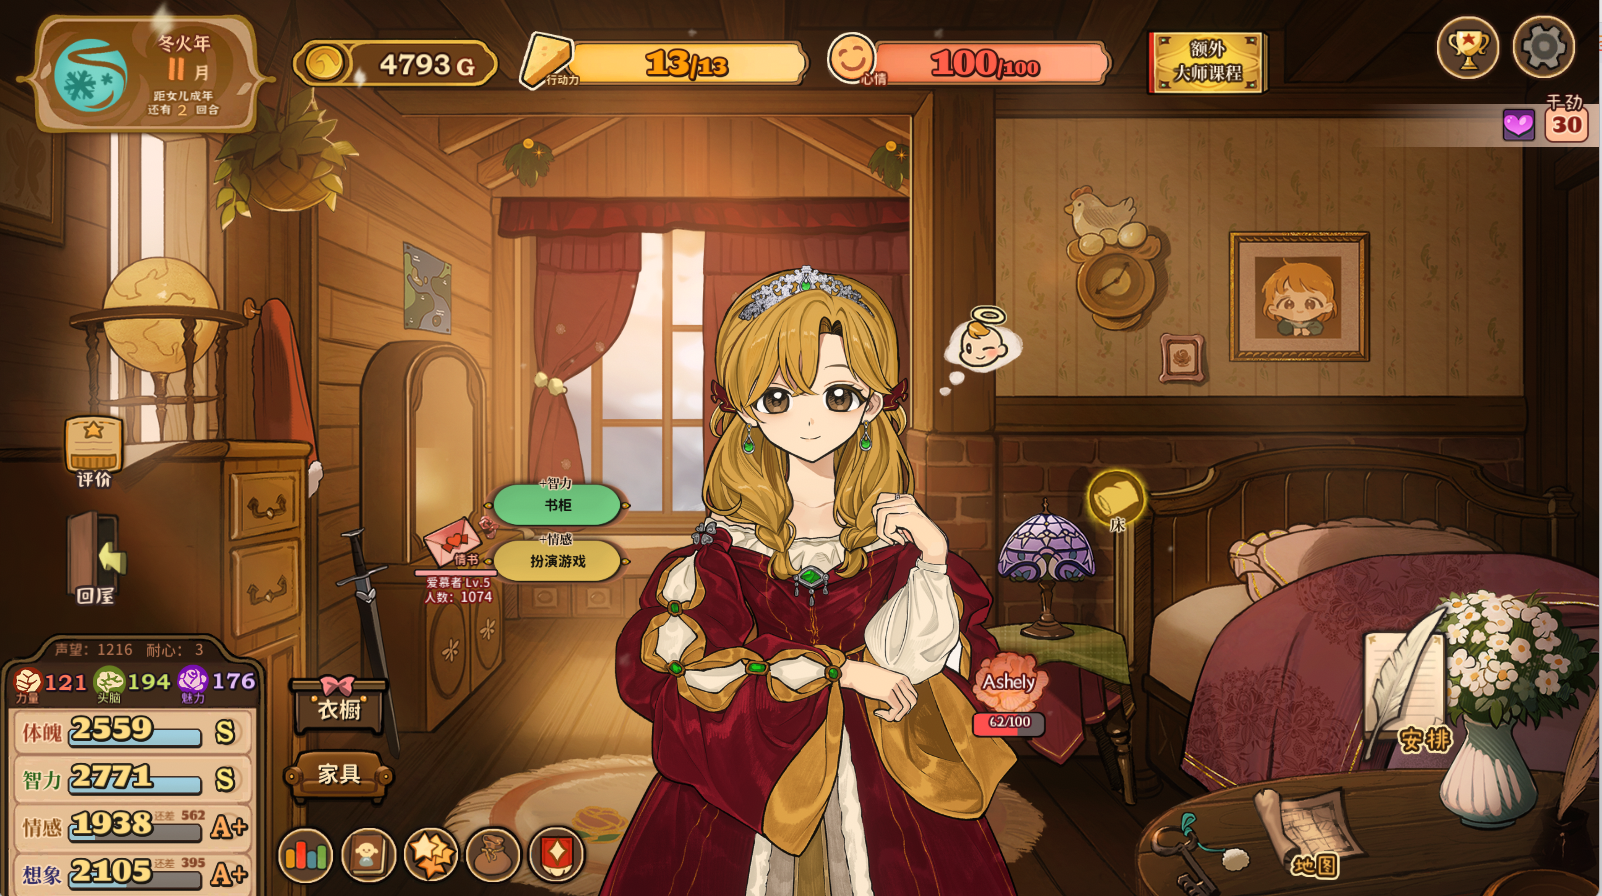 冬火年
11 月
距女儿成年
还有 2 回合
4793 G
行动力
13/13
心情
100/100
额外
大师课程
干劲
30
评价
回屋
+智力
书柜
+情感
扮演游戏
情书
爱慕者 Lv.5
人数：1074
床
Ashely
62/100
声望：1216 耐心：3
121 194 176
力量 头脑 魅力
体魄 2559 S
智力 2771 S
情感 1938 还差 562 A+
想象 2105 还差 395 A+
衣橱
家具
安排
地图